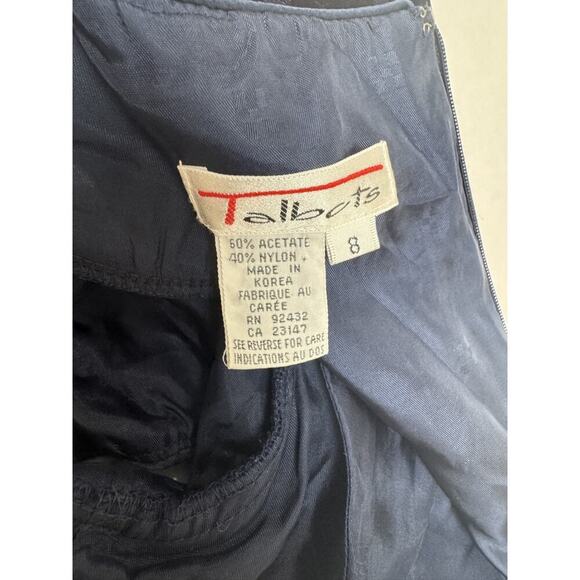 Talbots
8
60% ACETATE
40% NYLON
MADE IN
KOREA
FABRIQUE AU
CARÉE
RN 92432
CA 23147
SEE REVERSE FOR CARE
INDICATIONS AU DOS